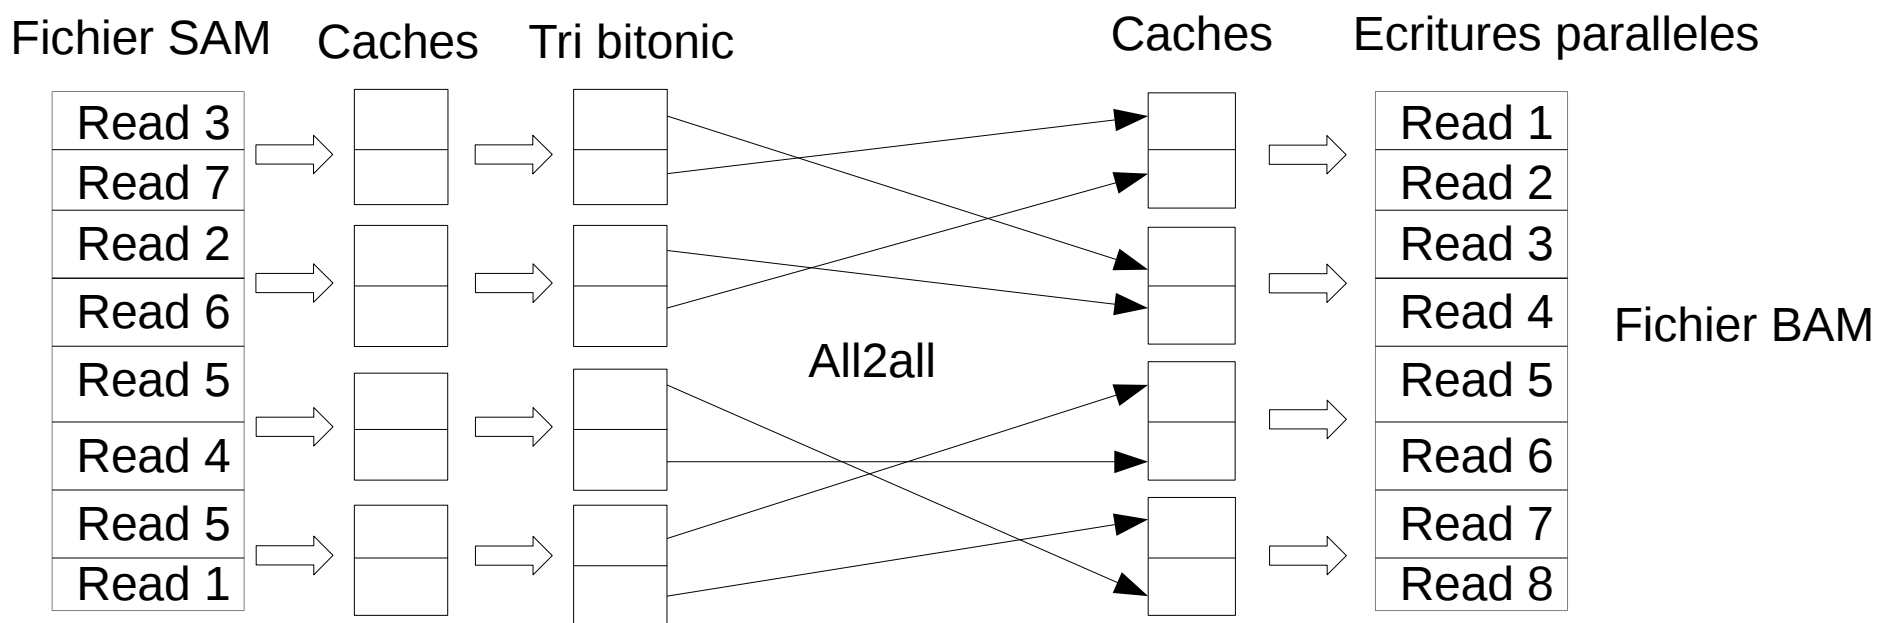 Fichier SAM
Caches
Tri bitonic
Caches
Ecritures paralleles
Read 3
Read 7
Read 2
Read 6
Read 5
Read 4
Read 5
Read 1
All2all
Read 1
Read 2
Read 3
Read 4
Read 5
Read 6
Read 7
Read 8
Fichier BAM